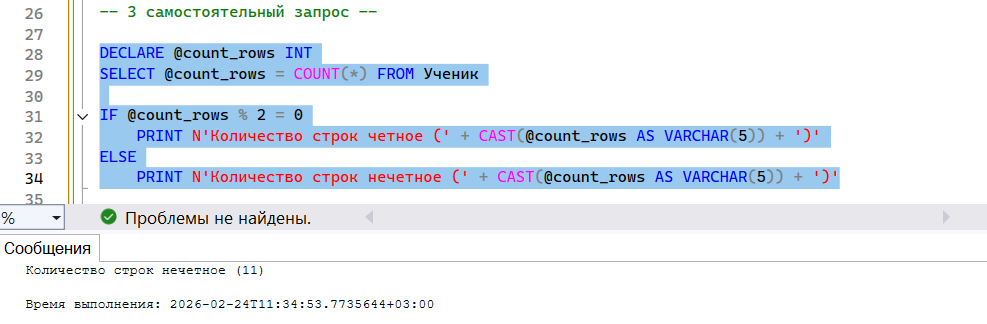 26 -- 3 самостоятельный запрос --
27
28 DECLARE @count_rows INT
29 SELECT @count_rows = COUNT(*) FROM Ученик
30
31 IF @count_rows % 2 = 0
32 PRINT N'Количество строк четное (' + CAST(@count_rows AS VARCHAR(5)) + ')'
33 ELSE
34 PRINT N'Количество строк нечетное (' + CAST(@count_rows AS VARCHAR(5)) + ')'
35
% Проблемы не найдены.
Сообщения
Количество строк нечетное (11)
Время выполнения: 2026-02-24T11:34:53.7735644+03:00